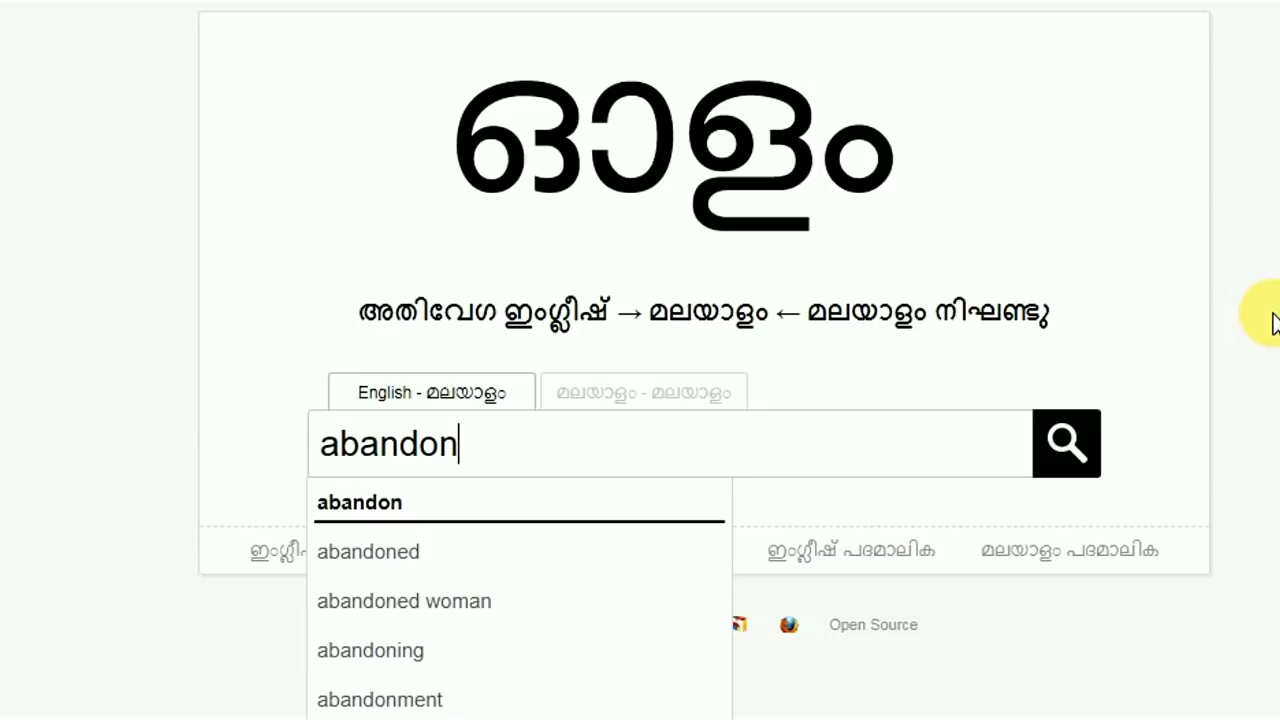 ഓളം
അതിവേഗ ഇംഗ്ലീഷ് → മലയാളം ← മലയാളം നിഘണ്ടു
English - മലയാളം
മലയാളം - മലയാളം
abandon
abandon
abandoned
abandoned woman
abandoning
abandonment
ഇംഗ്ലീഷ് പദമാലിക
മലയാളം പദമാലിക
Open Source